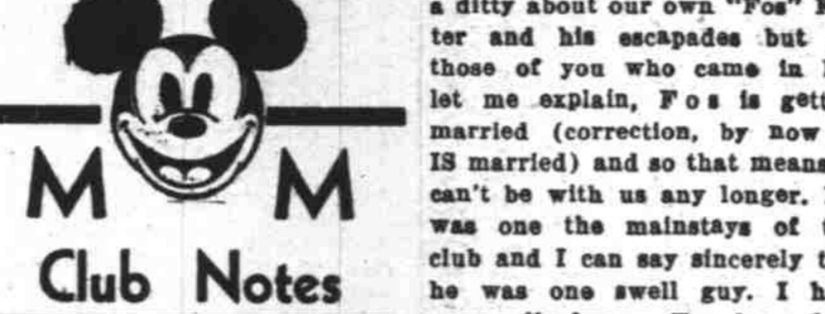 M M
Club Notes
a ditty about our own "Fos"
ter and his escapades but
those of you who came in
let me explain, Fos is gett
married (correction, by now
IS married) and so that means
can't be with us any longer.
was one the mainstays of t
club and I can say sincerely t
he was one swell guy. I h